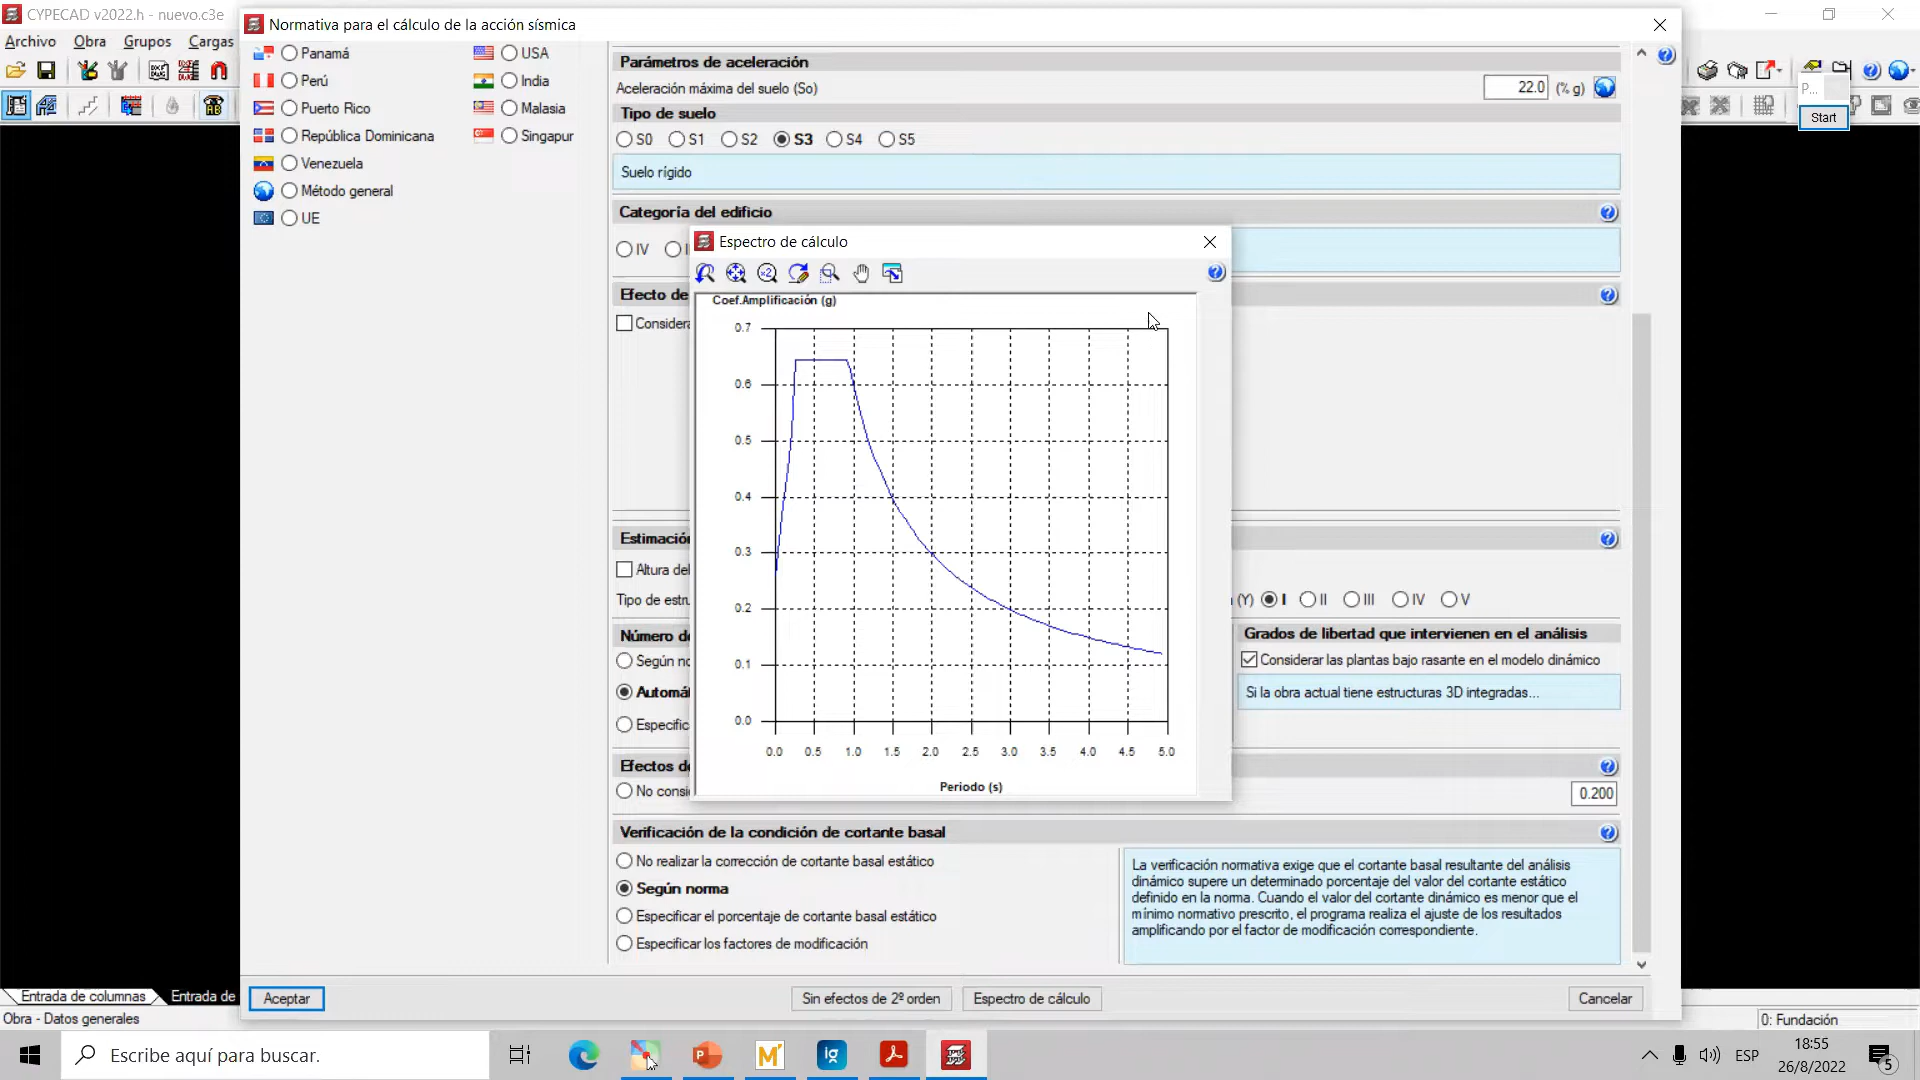 CYPECAD v2022.h - nuevo.c3e
Archivo Obra Grupos Cargas
Normativa para el cálculo de la acción sísmica
Panamá
Perú
Puerto Rico
República Dominicana
Venezuela
Método general
UE
USA
India
Malasia
Singapur
Parámetros de aceleración
Aceleración máxima del suelo (So) 22.0 (% g)
Tipo de suelo
S0 S1 S2 S3 S4 S5
Suelo rígido
Categoría del edificio
IV
Efecto de
Considera
Espectro de cálculo
Coef.Amplificación (g)
0.7
0.6
0.5
0.4
0.3
0.2
0.1
0.0
0.0 0.5 1.0 1.5 2.0 2.5 3.0 3.5 4.0 4.5 5.0
Periodo (s)
Estimación
Altura del
Tipo de estru
(Y) I II III IV V
Número de
Según no
Automát
Especific
Grados de libertad que intervienen en el análisis
Considerar las plantas bajo rasante en el modelo dinámico
Si la obra actual tiene estructuras 3D integradas...
Efectos de
No consi
0.200
Verificación de la condición de cortante basal
No realizar la corrección de cortante basal estático
Según norma
Especificar el porcentaje de cortante basal estático
Especificar los factores de modificación
La verificación normativa exige que el cortante basal resultante del análisis
dinámico supere un determinado porcentaje del valor del cortante estático
definido en la norma. Cuando el valor del cortante dinámico es menor que el
mínimo normativo prescrito, el programa realiza el ajuste de los resultados
amplificando por el factor de modificación correspondiente.
Aceptar
Sin efectos de 2º orden
Espectro de cálculo
Cancelar
P...
Start
Entrada de columnas
Entrada de
Obra - Datos generales
0: Fundación
Escribe aquí para buscar.
ESP
18:55
26/8/2022
5